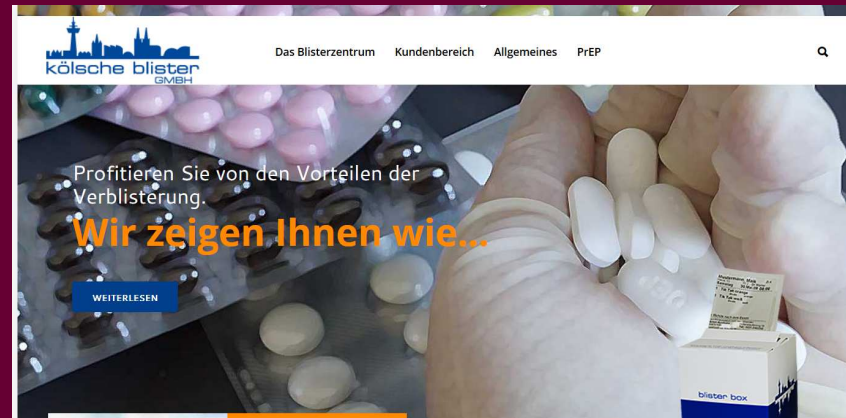 kölsche blister
GMBH
Das Blisterzentrum Kundenbereich Allgemeines PrEP
Profitieren Sie von den Vorteilen der
Verblisterung.
Wir zeigen Ihnen wie...
WEITERLESEN
blister box